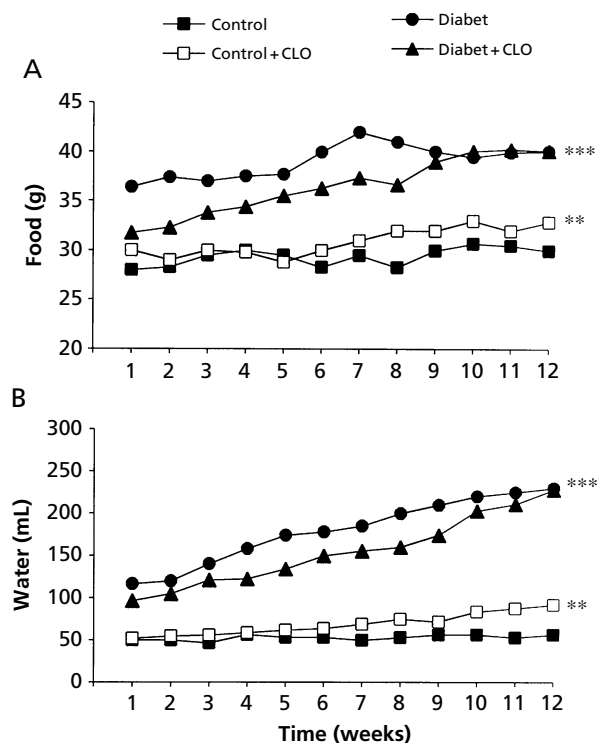 Control
Diabet
Control + CLO
Diabet + CLO
A
45
40
35
30
25
20
Food (g)
***
**
1 2 3 4 5 6 7 8 9 10 11 12
B
300
250
200
150
100
50
0
Water (mL)
***
**
1 2 3 4 5 6 7 8 9 10 11 12
Time (weeks)